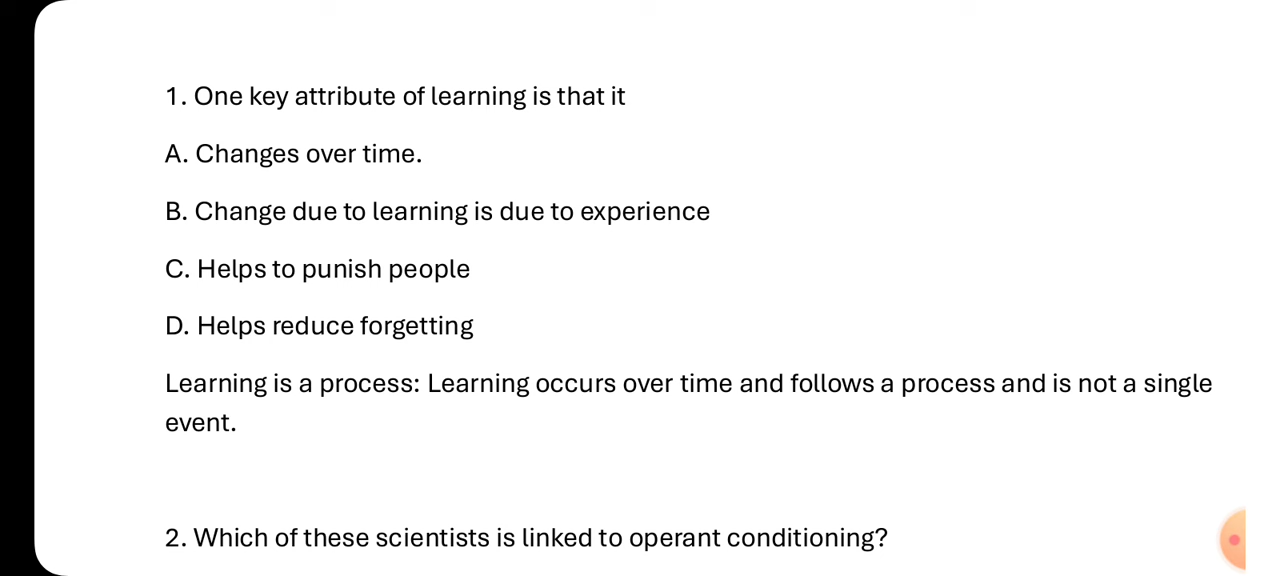 1. One key attribute of learning is that it
A. Changes over time.
B. Change due to learning is due to experience
C. Helps to punish people
D. Helps reduce forgetting
Learning is a process: Learning occurs over time and follows a process and is not a single
event.
2. Which of these scientists is linked to operant conditioning?